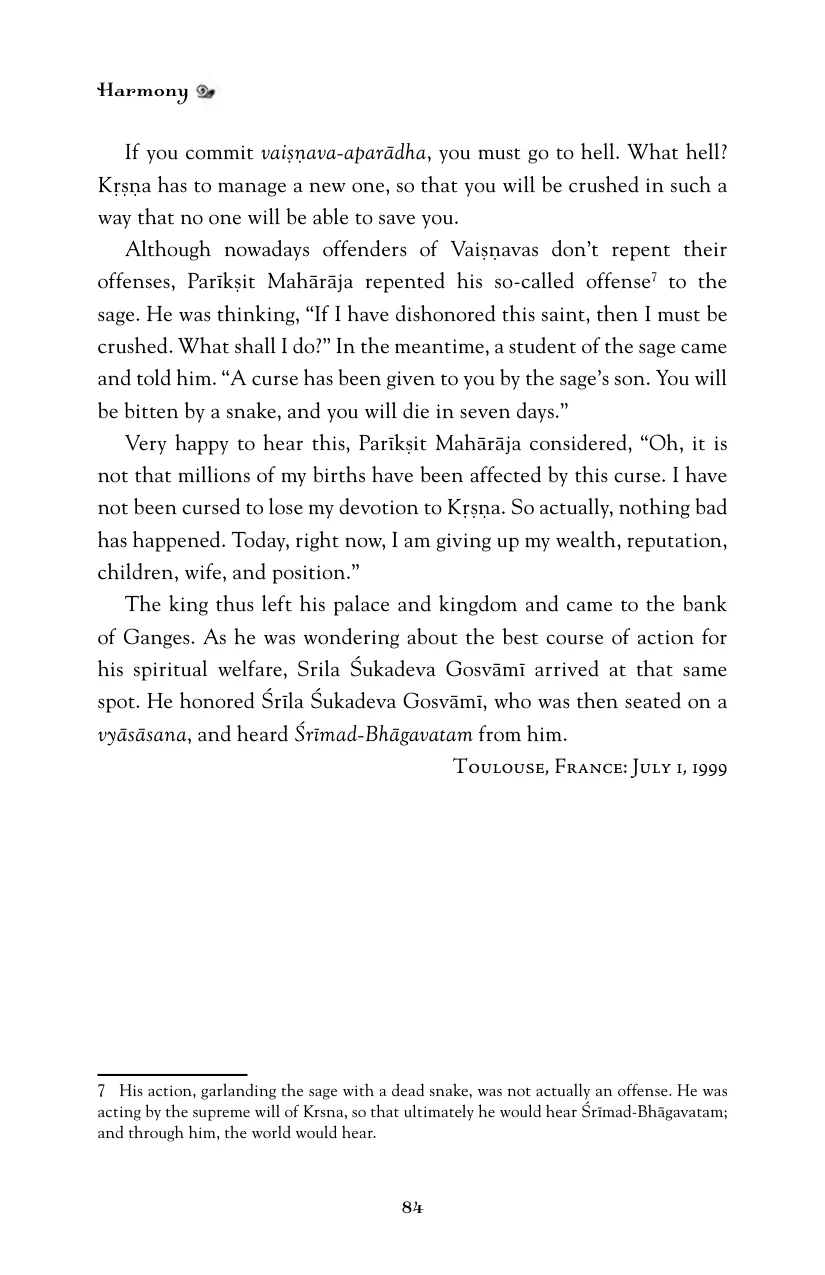 Harmony
If you commit vaiṣṇava-aparādha, you must go to hell. What hell?
Kṛṣṇa has to manage a new one, so that you will be crushed in such a
way that no one will be able to save you.
Although nowadays offenders of Vaiṣṇavas don’t repent their
offenses, Parīkṣit Mahārāja repented his so-called offense7 to the
sage. He was thinking, “If I have dishonored this saint, then I must be
crushed. What shall I do?” In the meantime, a student of the sage came
and told him. “A curse has been given to you by the sage’s son. You will
be bitten by a snake, and you will die in seven days.”
Very happy to hear this, Parīkṣit Mahārāja considered, “Oh, it is
not that millions of my births have been affected by this curse. I have
not been cursed to lose my devotion to Kṛṣṇa. So actually, nothing bad
has happened. Today, right now, I am giving up my wealth, reputation,
children, wife, and position.”
The king thus left his palace and kingdom and came to the bank
of Ganges. As he was wondering about the best course of action for
his spiritual welfare, Srila Śukadeva Gosvāmī arrived at that same
spot. He honored Śrīla Śukadeva Gosvāmī, who was then seated on a
vyāsāsana, and heard Śrīmad-Bhāgavatam from him.
Toulouse, France: July 1, 1999
7 His action, garlanding the sage with a dead snake, was not actually an offense. He was
acting by the supreme will of Krsna, so that ultimately he would hear Śrīmad-Bhāgavatam;
and through him, the world would hear.
84